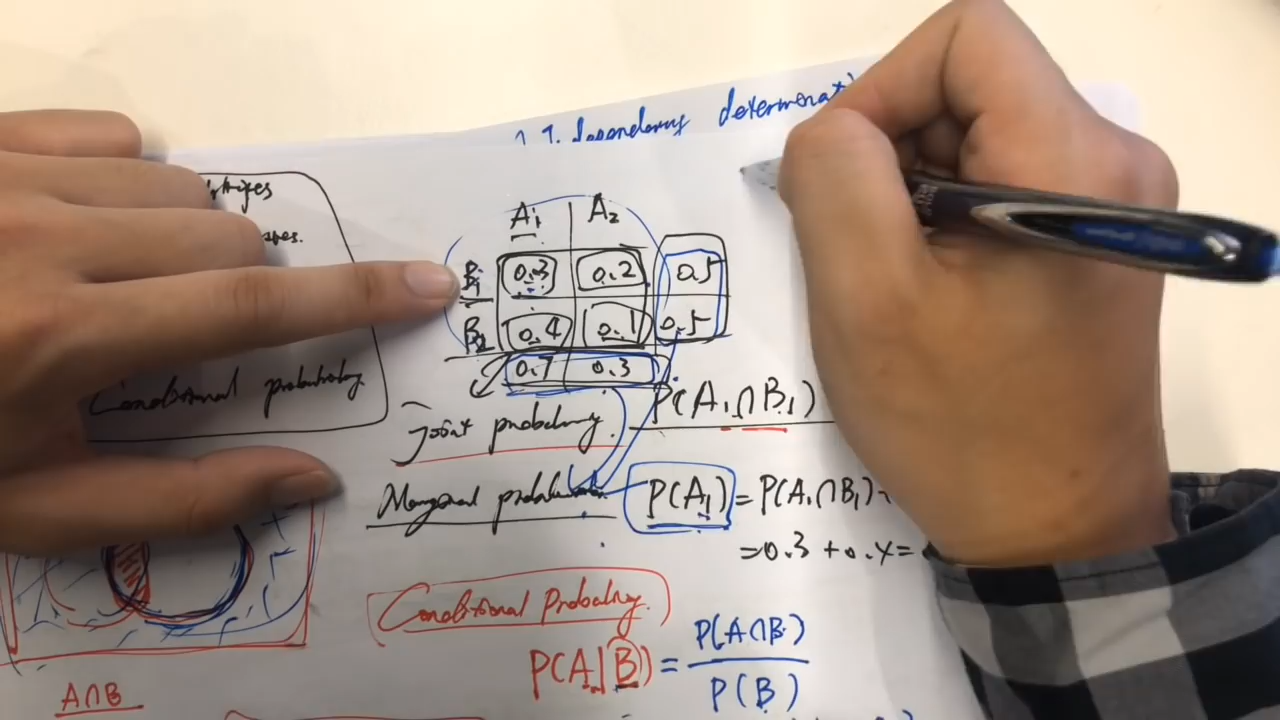 dependency determinat
A₁ A₂
B₁ 0.3 0.2 0.5
B₂ 0.4 0.1 0.5
0.7 0.3
Conditional probability
Joint probability. P(A₁∩B₁)
Marginal P(A₁) = P(A₁∩B₁)
=0.3 + 0.4=
Conditional Probability.
P(A|B) = P(A∩B) / P(B)
A∩B